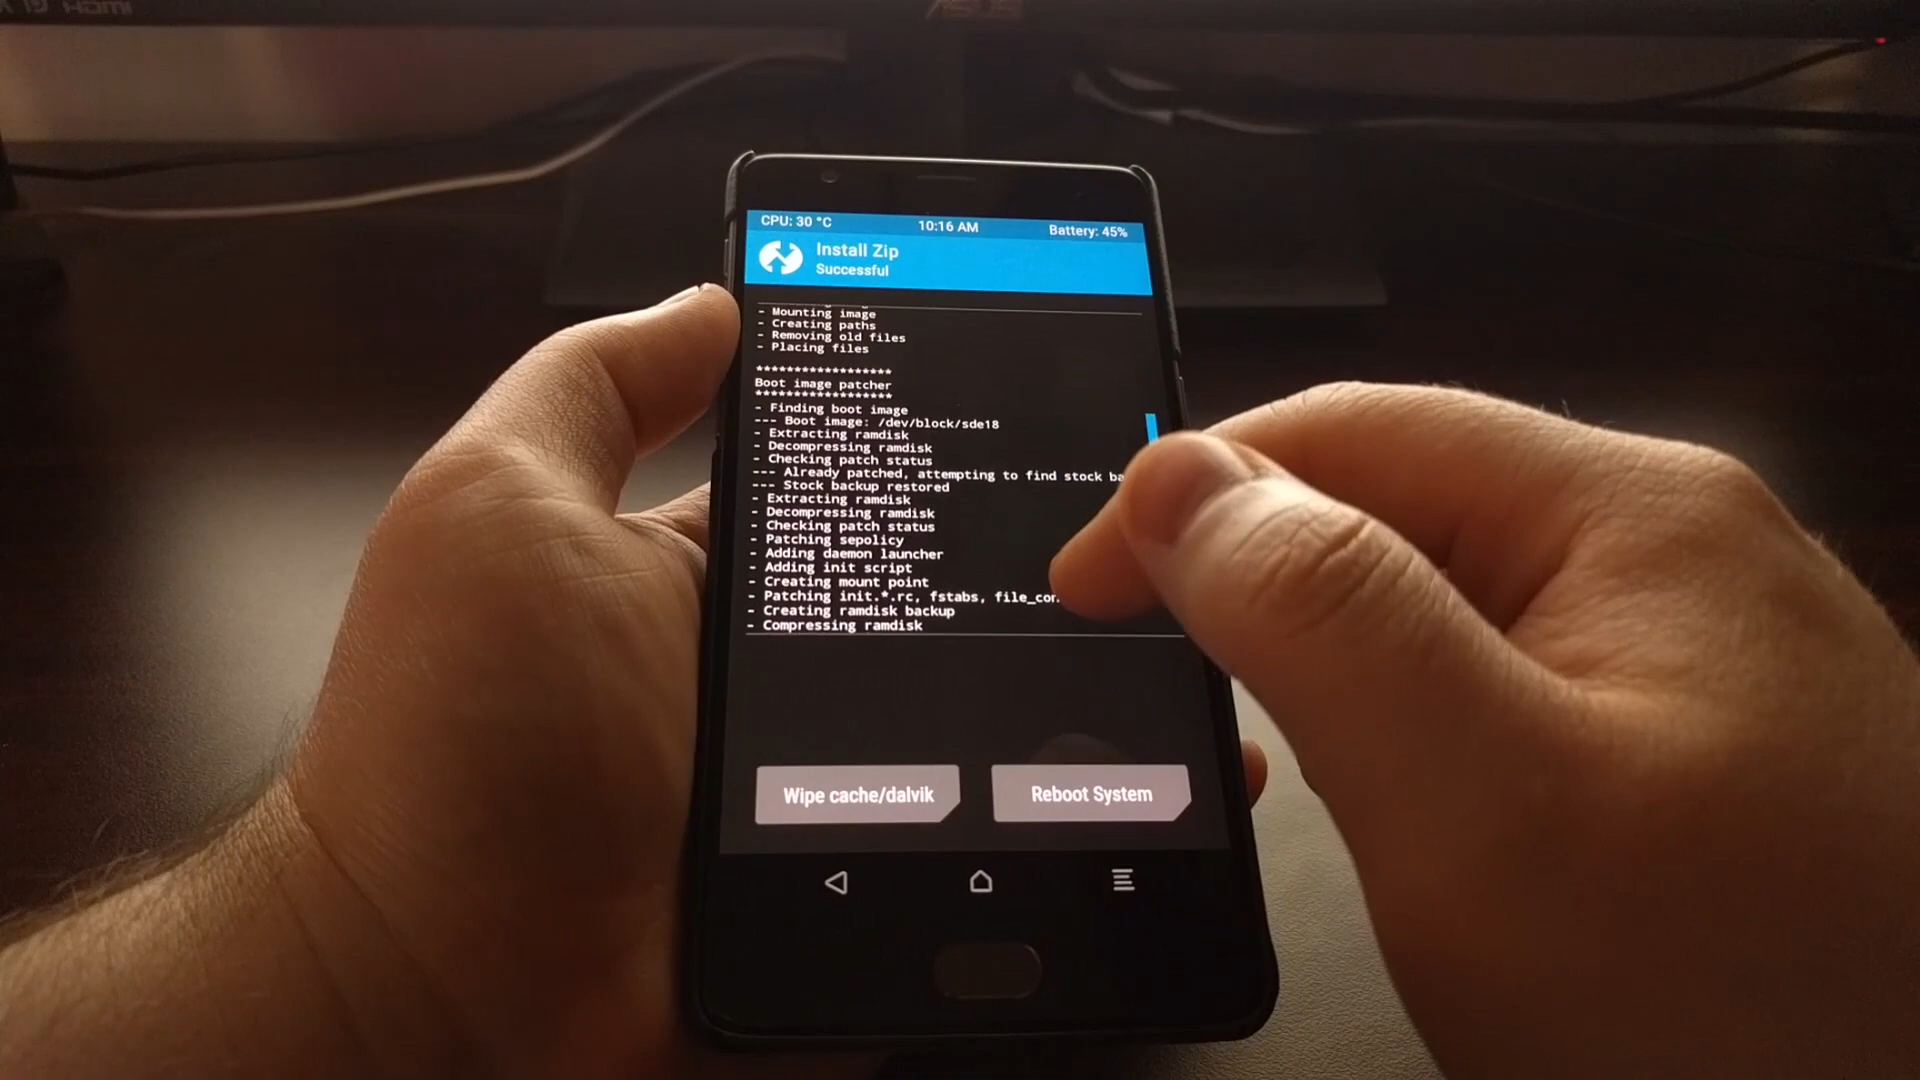 HDMI
CPU: 30 °C
10:16 AM
Battery: 45%
Install Zip
Successful
- Mounting image
- Creating paths
- Removing old files
- Placing files
******************
Boot image patcher
******************
- Finding boot image
--- Boot image: /dev/block/sde18
- Extracting ramdisk
- Decompressing ramdisk
- Checking patch status
--- Already patched, attempting to find stock ba
--- Stock backup restored
- Extracting ramdisk
- Decompressing ramdisk
- Checking patch status
- Patching sepolicy
- Adding daemon launcher
- Adding init script
- Creating mount point
- Patching init.*.rc, fstabs, file_con
- Creating ramdisk backup
- Compressing ramdisk
Wipe cache/dalvik
Reboot System